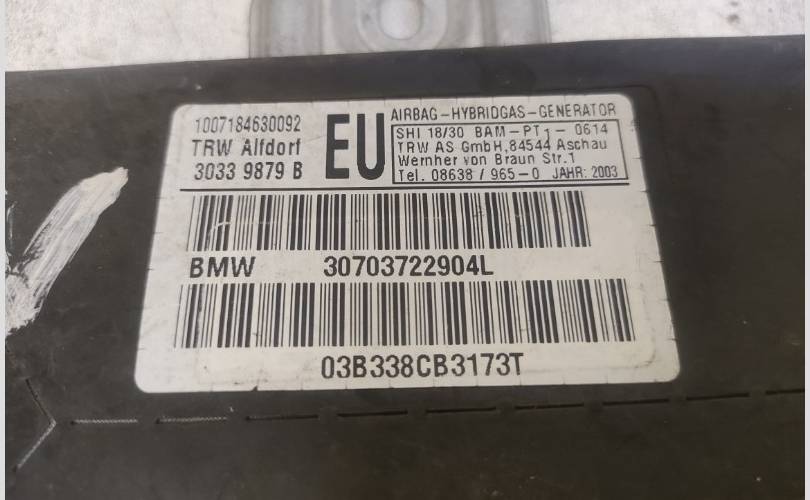 1007184630092
TRW Alfdorf
3033 9879 B
EU
AIRBAG-HYBRIDGAS-GENERATOR
SHI 18/30 BAM-PT1- 0614
TRW AS GmbH,84544 Aschau
Wernher von Braun Str.1
Tel. 08638 / 965-0 JAHR: 2003
BMW 30703722904L
03B338CB3173T